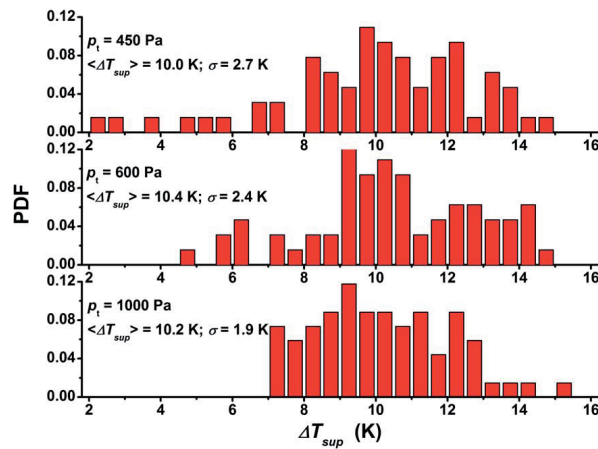 0.12
p_t = 450 Pa
<ΔT_sup> = 10.0 K; σ = 2.7 K
0.08
0.04
0.00
2 4 6 8 10 12 14 16
0.12
p_t = 600 Pa
<ΔT_sup> = 10.4 K; σ = 2.4 K
0.08
0.04
0.00
2 4 6 8 10 12 14 16
0.12
p_t = 1000 Pa
<ΔT_sup> = 10.2 K; σ = 1.9 K
0.08
0.04
0.00
2 4 6 8 10 12 14 16
PDF
ΔT_sup (K)